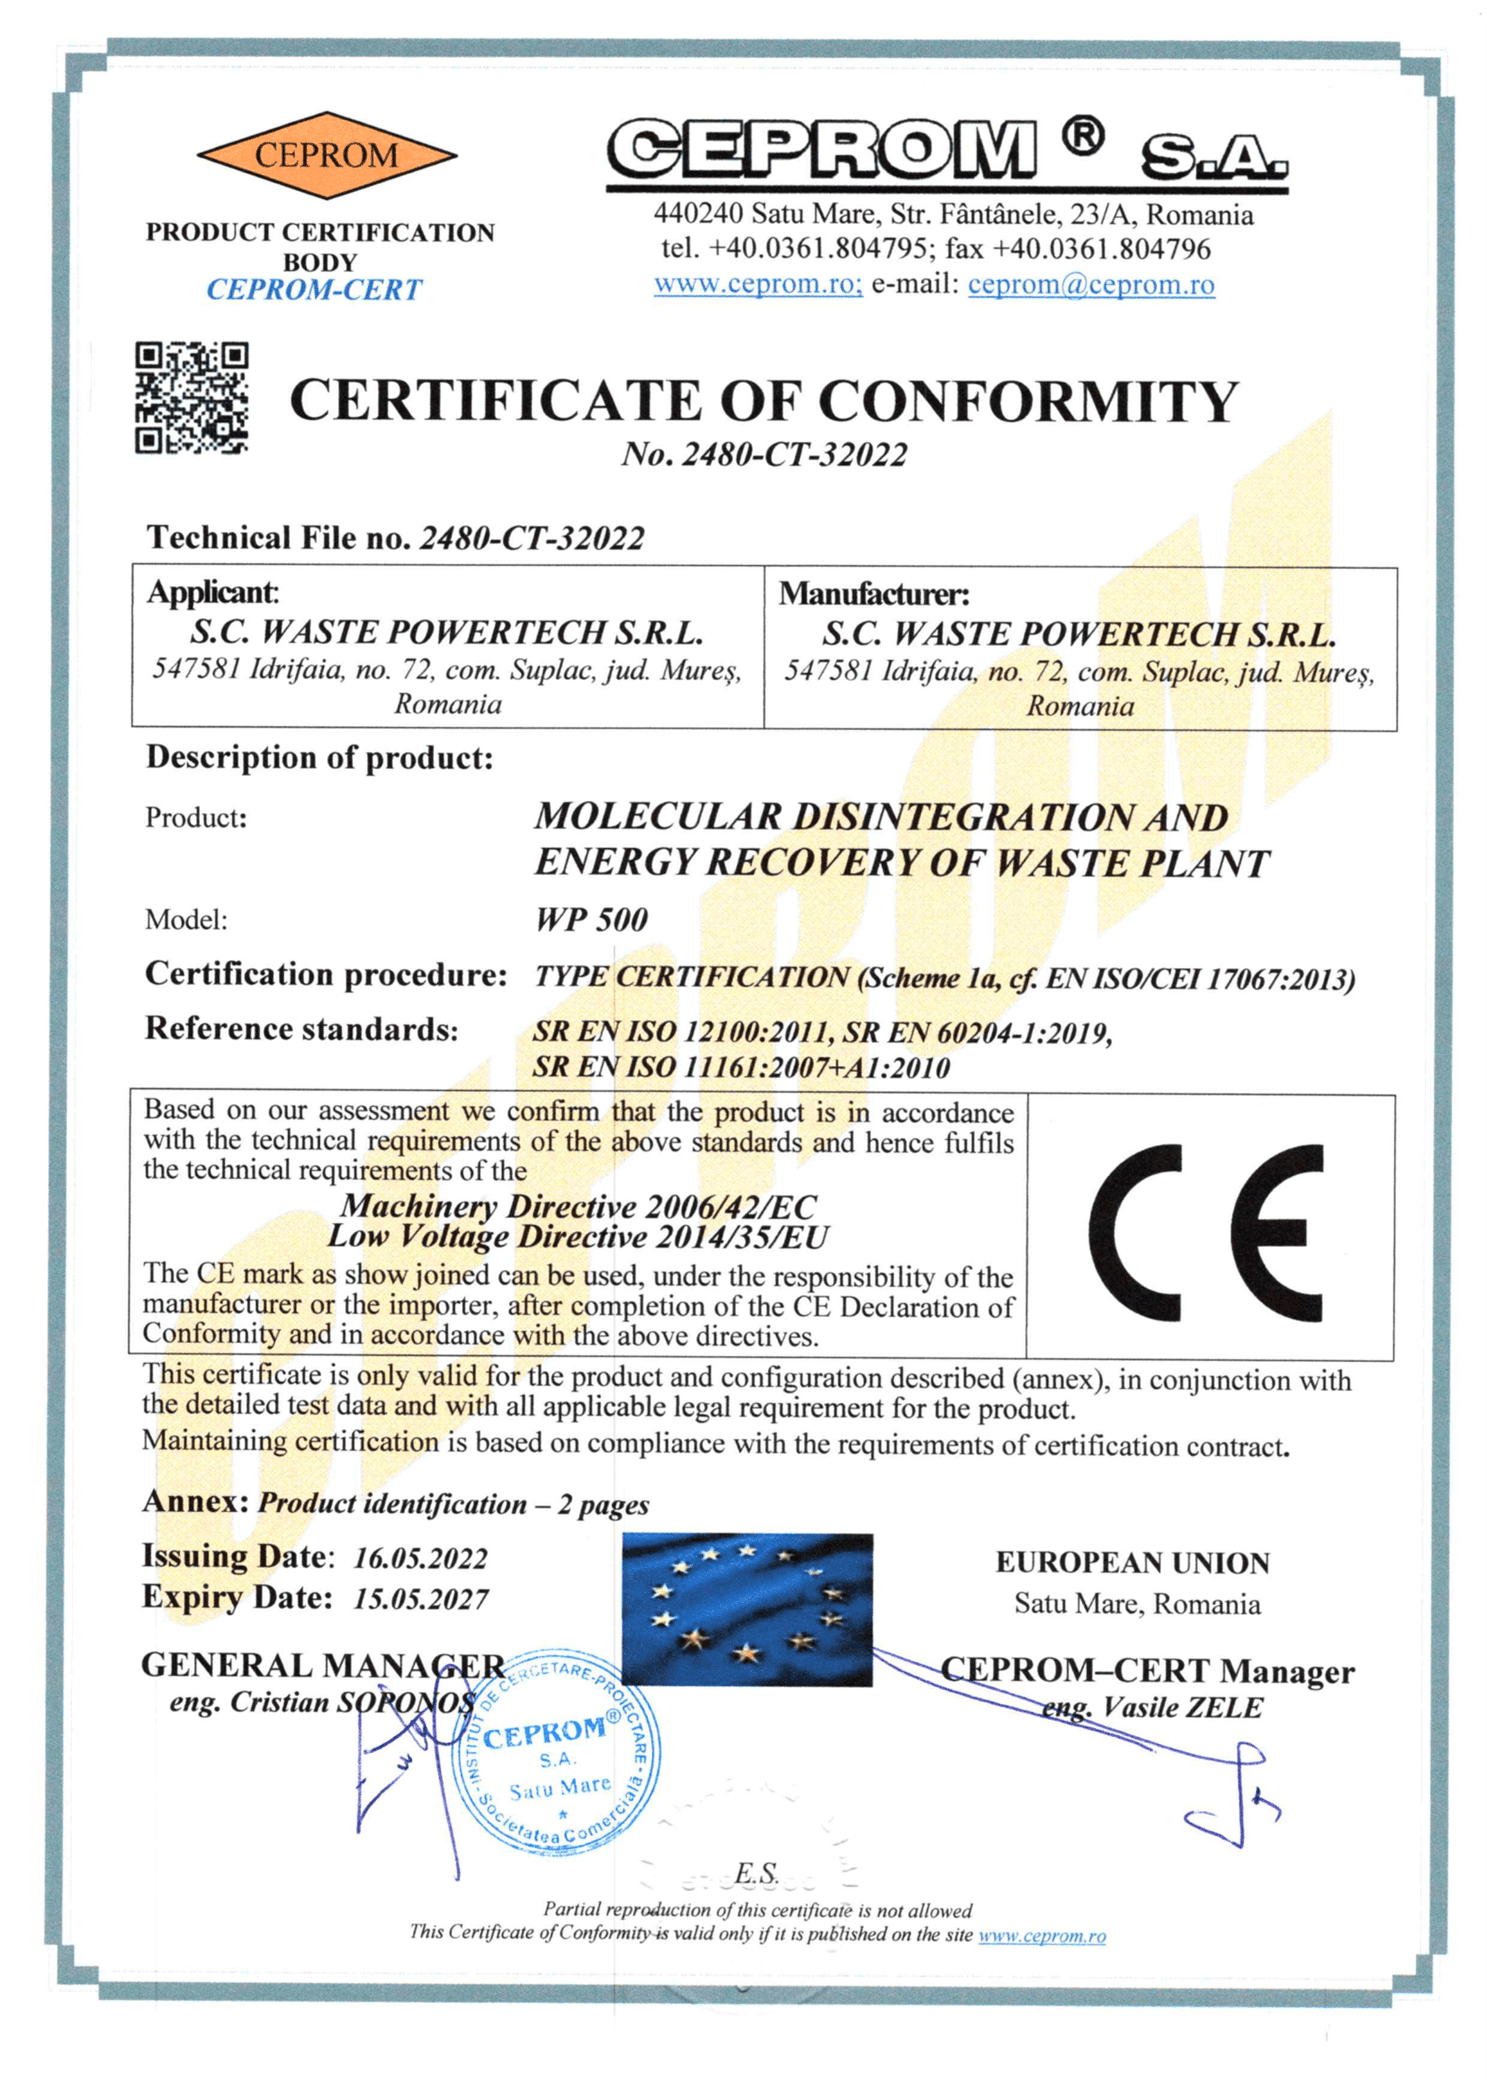 CEPROM
PRODUCT CERTIFICATION
BODY
CEPROM-CERT
CEPROM ® S.A.
440240 Satu Mare, Str. Fântânele, 23/A, Romania
tel. +40.0361.804795; fax +40.0361.804796
www.ceprom.ro; e-mail: ceprom@ceprom.ro
CERTIFICATE OF CONFORMITY
No. 2480-CT-32022
Technical File no. 2480-CT-32022
Applicant:
S.C. WASTE POWERTECH S.R.L.
547581 Idrifaia, no. 72, com. Suplac, jud. Mureş,
Romania
Manufacturer:
S.C. WASTE POWERTECH S.R.L.
547581 Idrifaia, no. 72, com. Suplac, jud. Mureş,
Romania
Description of product:
Product: MOLECULAR DISINTEGRATION AND
ENERGY RECOVERY OF WASTE PLANT
Model: WP 500
Certification procedure: TYPE CERTIFICATION (Scheme 1a, cf. EN ISO/CEI 17067:2013)
Reference standards: SR EN ISO 12100:2011, SR EN 60204-1:2019,
SR EN ISO 11161:2007+A1:2010
Based on our assessment we confirm that the product is in accordance
with the technical requirements of the above standards and hence fulfils
the technical requirements of the
Machinery Directive 2006/42/EC
Low Voltage Directive 2014/35/EU
The CE mark as show joined can be used, under the responsibility of the
manufacturer or the importer, after completion of the CE Declaration of
Conformity and in accordance with the above directives.
CE
This certificate is only valid for the product and configuration described (annex), in conjunction with
the detailed test data and with all applicable legal requirement for the product.
Maintaining certification is based on compliance with the requirements of certification contract.
Annex: Product identification – 2 pages
Issuing Date: 16.05.2022
Expiry Date: 15.05.2027
EUROPEAN UNION
Satu Mare, Romania
GENERAL MANAGER
eng. Cristian SOPONOŞ
CEPROM–CERT Manager
eng. Vasile ZELE
INSTITUT DE CERCETARE-PROIECTARE
CEPROM®
S.A.
Satu Mare
Societatea Comercială
E.S.
Partial reproduction of this certificate is not allowed
This Certificate of Conformity is valid only if it is published on the site www.ceprom.ro
CEPROM